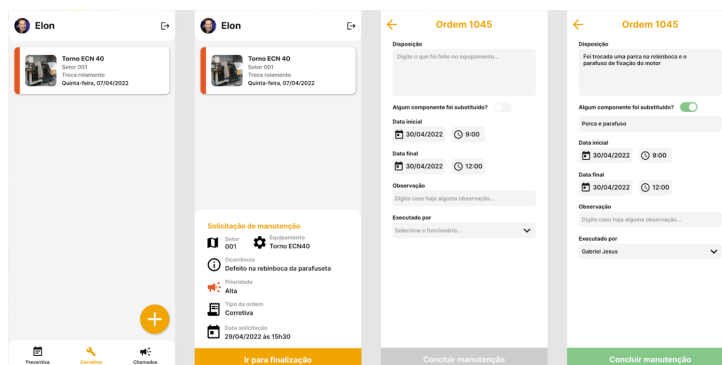 Elon
Torno ECN 40
Setor 001
Troca rolamento
Quinta-feira, 07/04/2022
Preventiva
Corretiva
Chamados
Elon
Torno ECN 40
Setor 001
Troca rolamento
Quinta-feira, 07/04/2022
Solicitação de manutenção
Setor
001
Equipamento
Torno ECN40
Ocorrência
Defeito na rebinboca da parafuseta
Prioridade
Alta
Tipo da ordem
Corretiva
Data solicitação
29/04/2022 às 15h30
Ir para finalização
Ordem 1045
Disposição
Digite o que foi feito no equipamento...
Algum componente foi substituído?
Data inicial
30/04/2022 9:00
Data final
30/04/2022 12:00
Observação
Digite caso haja alguma observação...
Executado por
Selecione o funcionário...
Concluir manutenção
Ordem 1045
Disposição
Foi trocada uma parca na rebinboca e o
parafuso de fixação do motor
Algum componente foi substituído?
Porca e parafuso
Data inicial
30/04/2022 9:00
Data final
30/04/2022 12:00
Observação
Digite caso haja alguma observação...
Executado por
Gabriel Jesus
Concluir manutenção